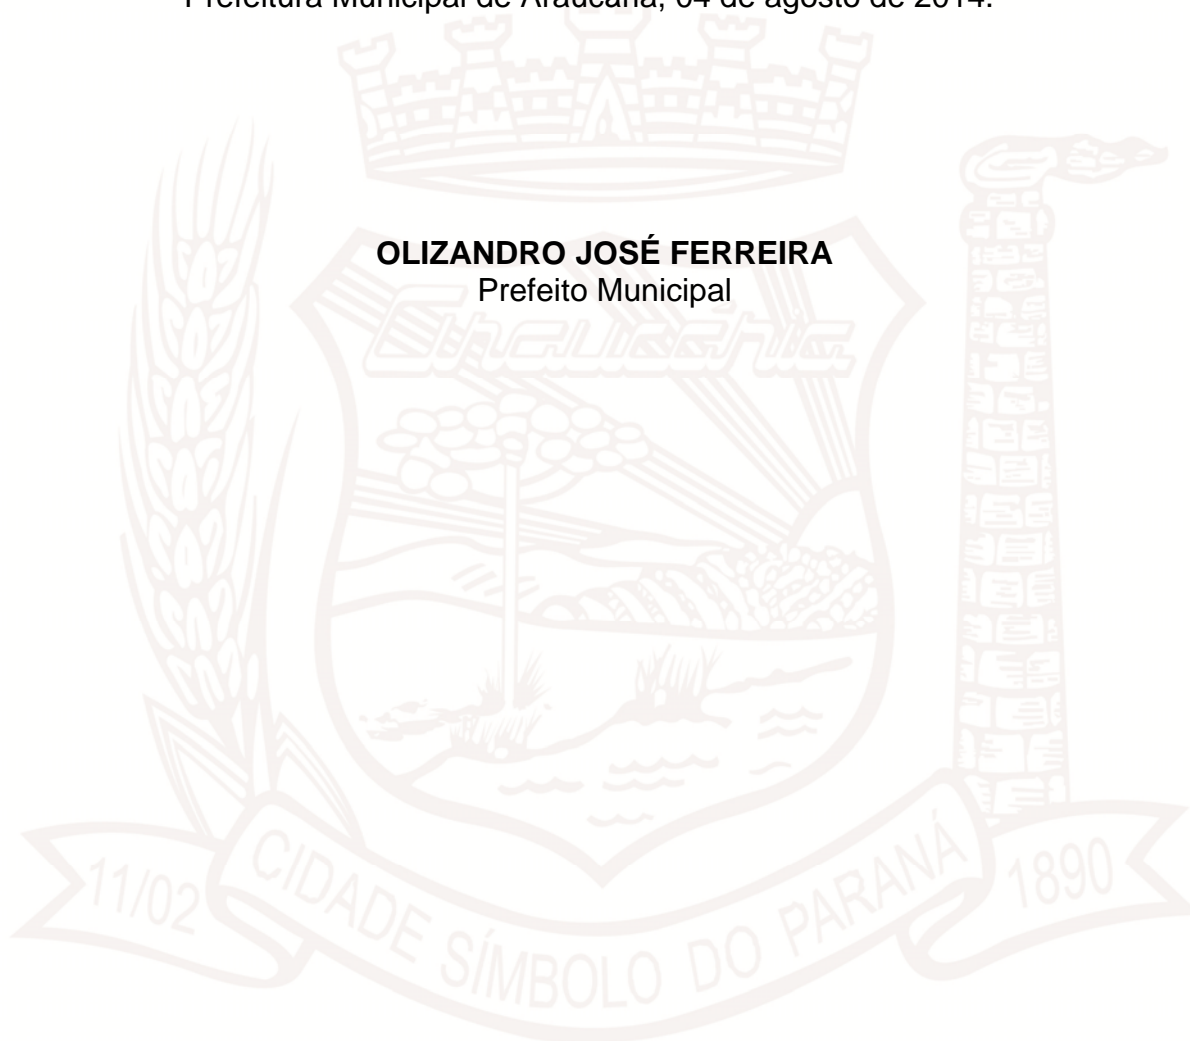 Prefeitura Municipal de Araucária, 04 de agosto de 2014.
OLIZANDRO JOSÉ FERREIRA
Prefeito Municipal
Araucária
11/02
CIDADE SÍMBOLO DO PARANÁ
1890